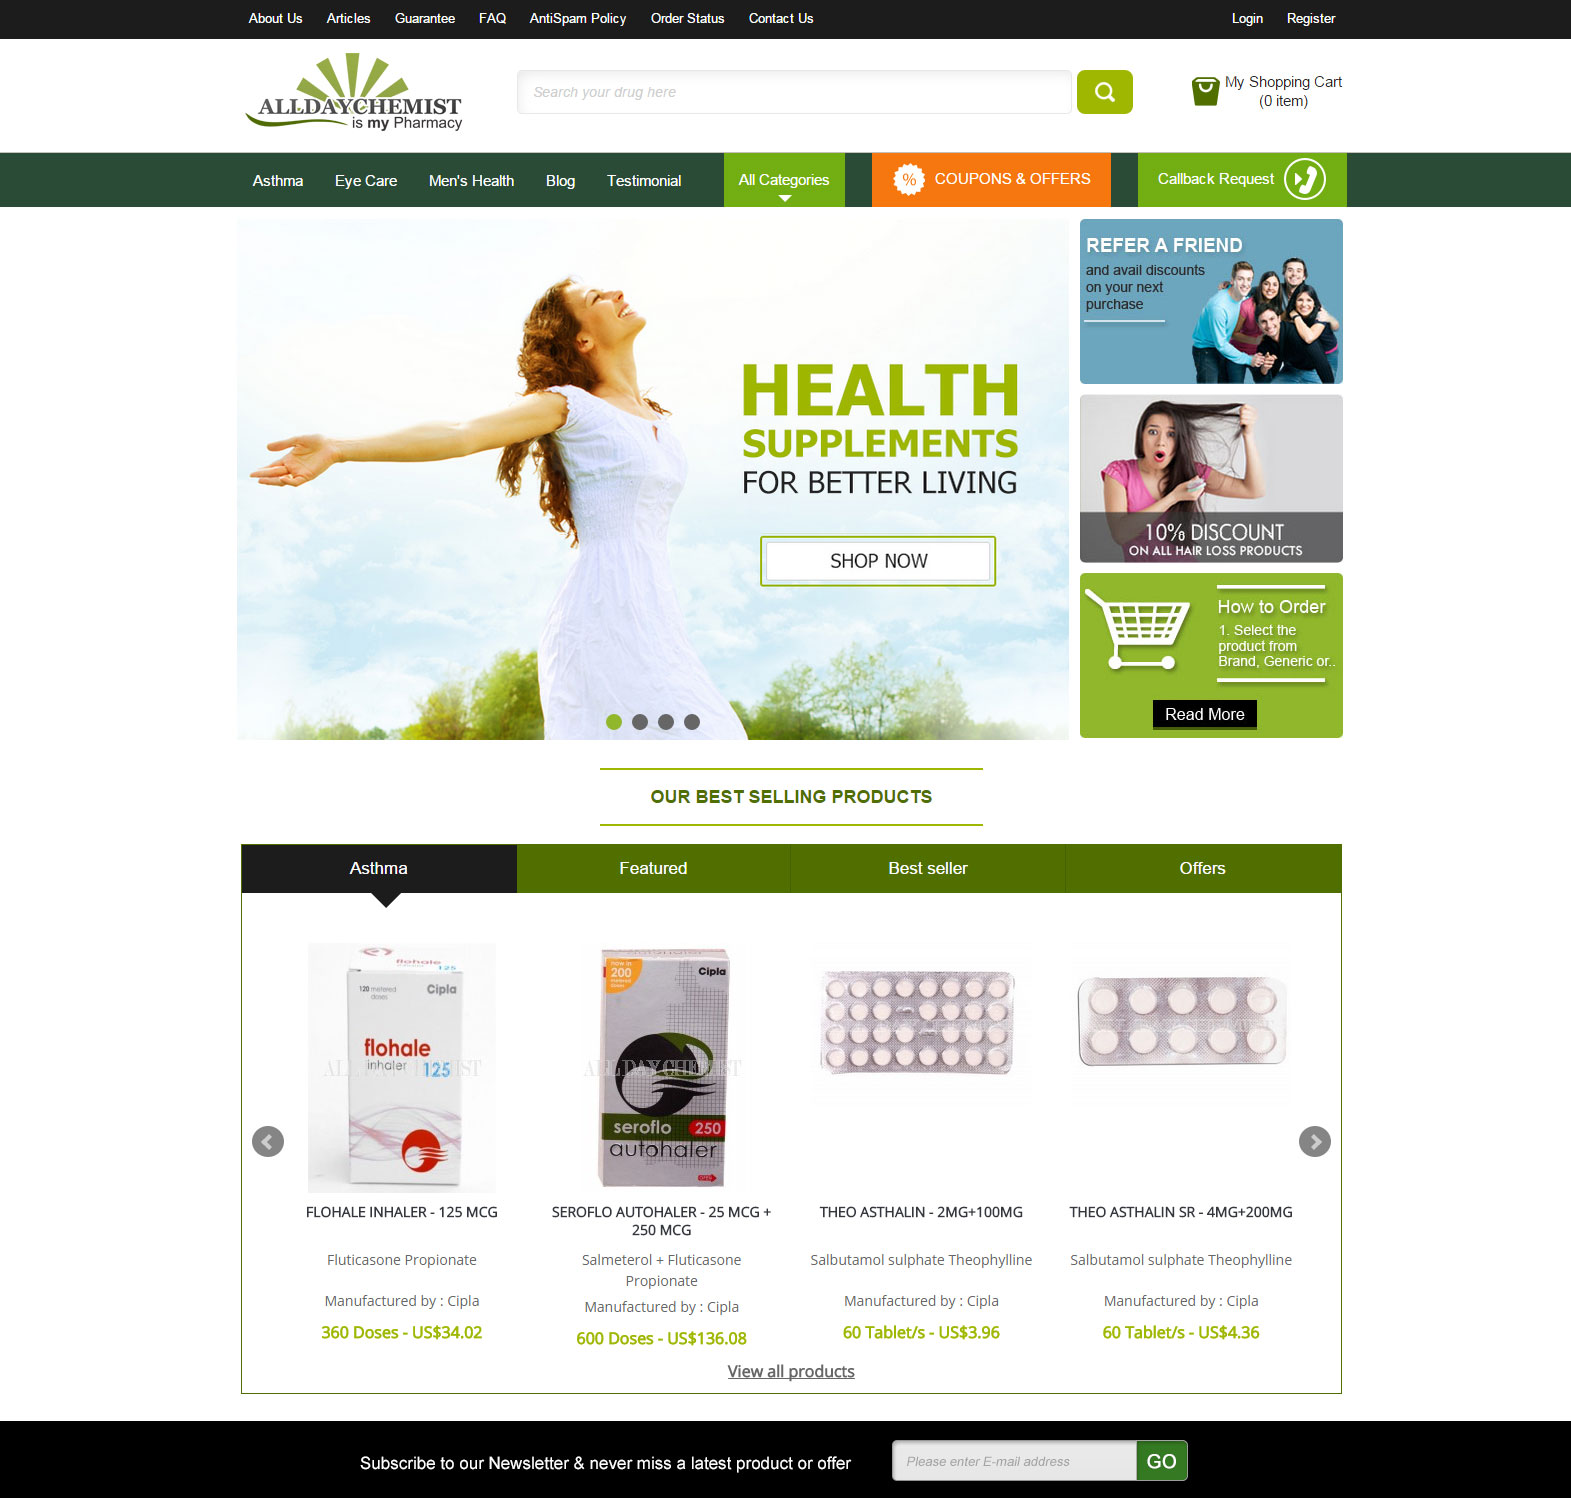 About Us Articles Guarantee FAQ AntiSpam Policy Order Status Contact Us Login Register
ALLDAYCHEMIST
is my Pharmacy
Search your drug here
My Shopping Cart
(0 item)
Asthma Eye Care Men's Health Blog Testimonial All Categories % COUPONS & OFFERS Callback Request
HEALTH
SUPPLEMENTS
FOR BETTER LIVING
SHOP NOW
REFER A FRIEND
and avail discounts
on your next
purchase
10% DISCOUNT
ON ALL HAIR LOSS PRODUCTS
How to Order
1. Select the
product from
Brand, Generic or..
Read More
OUR BEST SELLING PRODUCTS
Asthma Featured Best seller Offers
flohale
125
120 metered
doses
Cipla
flohale
inhaler 125
ALLDAYCHEMIST
Now in
200
metered
doses
Cipla
ALLDAYCHEMIST
seroflo 250
autohaler
FLOHALE INHALER - 125 MCG
Fluticasone Propionate
Manufactured by : Cipla
360 Doses - US$34.02
SEROFLO AUTOHALER - 25 MCG +
250 MCG
Salmeterol + Fluticasone
Propionate
Manufactured by : Cipla
600 Doses - US$136.08
THEO ASTHALIN - 2MG+100MG
Salbutamol sulphate Theophylline
Manufactured by : Cipla
60 Tablet/s - US$3.96
THEO ASTHALIN SR - 4MG+200MG
Salbutamol sulphate Theophylline
Manufactured by : Cipla
60 Tablet/s - US$4.36
View all products
Subscribe to our Newsletter & never miss a latest product or offer
Please enter E-mail address
GO